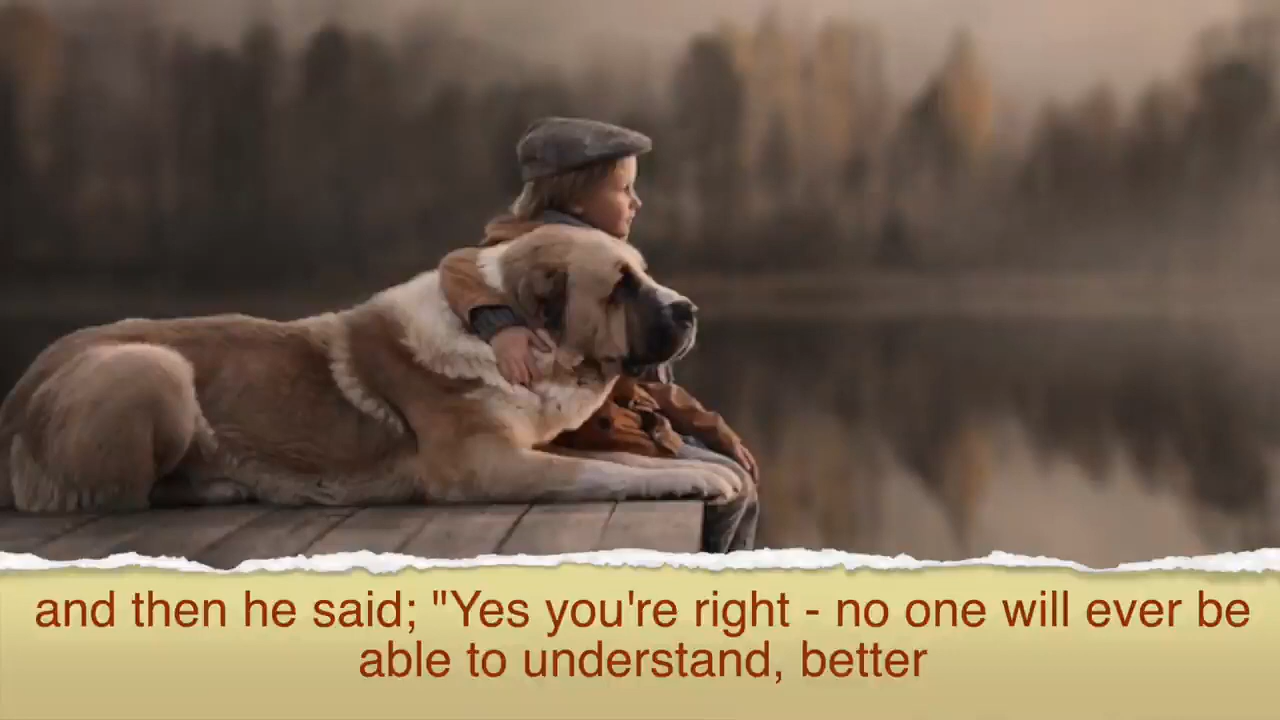 and then he said; "Yes you're right - no one will ever be
able to understand, better